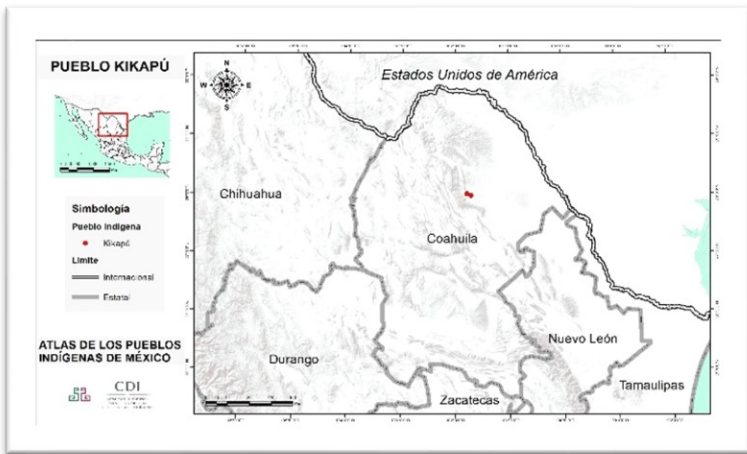 PUEBLO KIKAPÚ
Simbología
Pueblo Indígena
Kikapú
Límite
Internacional
Estatal
ATLAS DE LOS PUEBLOS
INDÍGENAS DE MÉXICO
CDI
N
W E
S
Estados Unidos de América
Chihuahua
Coahuila
Nuevo León
Durango
Tamaulipas
Zacatecas